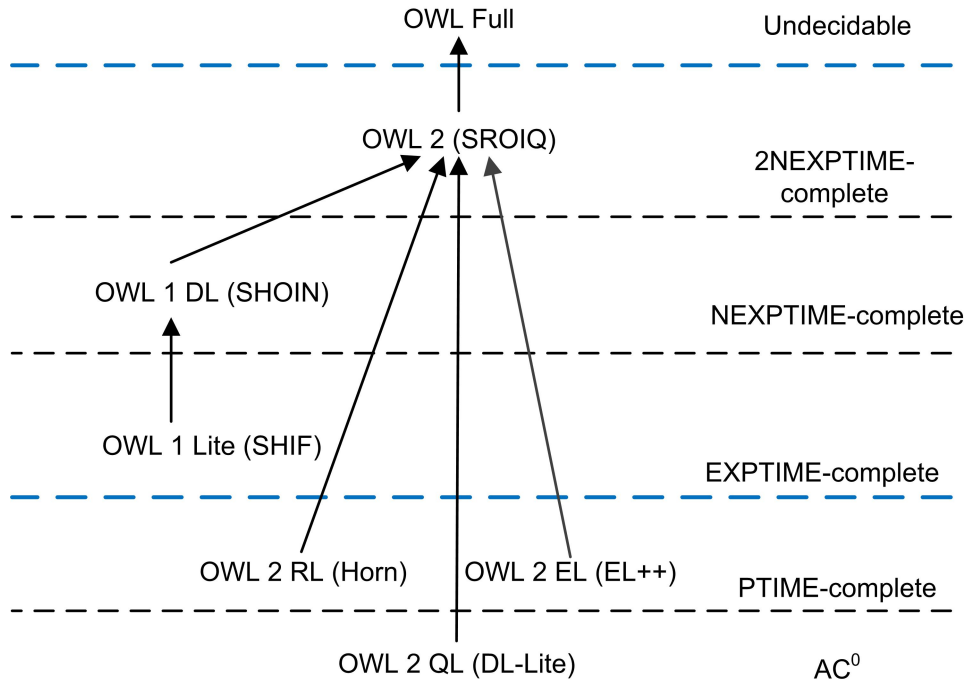 OWL Full
Undecidable
OWL 2 (SROIQ)
2NEXPTIME-
complete
OWL 1 DL (SHOIN)
NEXPTIME-complete
OWL 1 Lite (SHIF)
EXPTIME-complete
OWL 2 RL (Horn)
OWL 2 EL (EL++)
PTIME-complete
OWL 2 QL (DL-Lite)
AC⁰